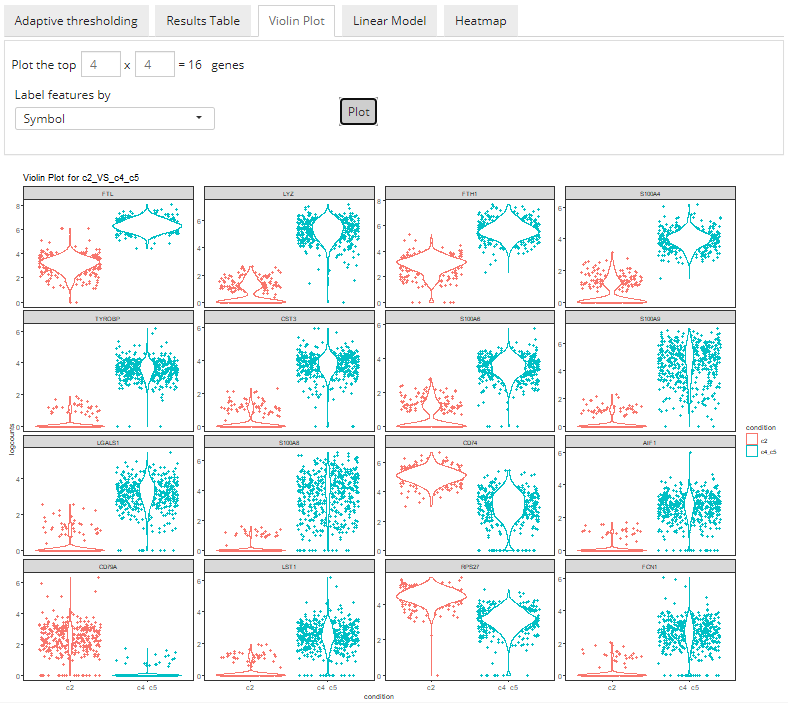 Adaptive thresholding Results Table Violin Plot Linear Model Heatmap
Plot the top 4 x 4 = 16 genes
Label features by
Symbol
Plot
Violin Plot for c2_VS_c4_c5
FTL LYZ FTH1 S100A4
8 6 4 2 0
6 4 2 0
8 6 4 2 0
6 4 2 0
TYROBP CST3 S100A6 S100A9
6 4 2 0
6 4 2 0
6 4 2 0
6 4 2 0
logcounts
condition
c2
c4_c5
LGALS1 S100A8 CD74 AIF1
4 2 0
6 4 2 0
6 4 2 0
6 4 2 0
CD79A LST1 RPS27 FCN1
6 4 2 0
6 4 2 0
4 2 0
6 4 2 0
c2 c4_c5 c2 c4_c5 c2 c4_c5 c2 c4_c5
condition